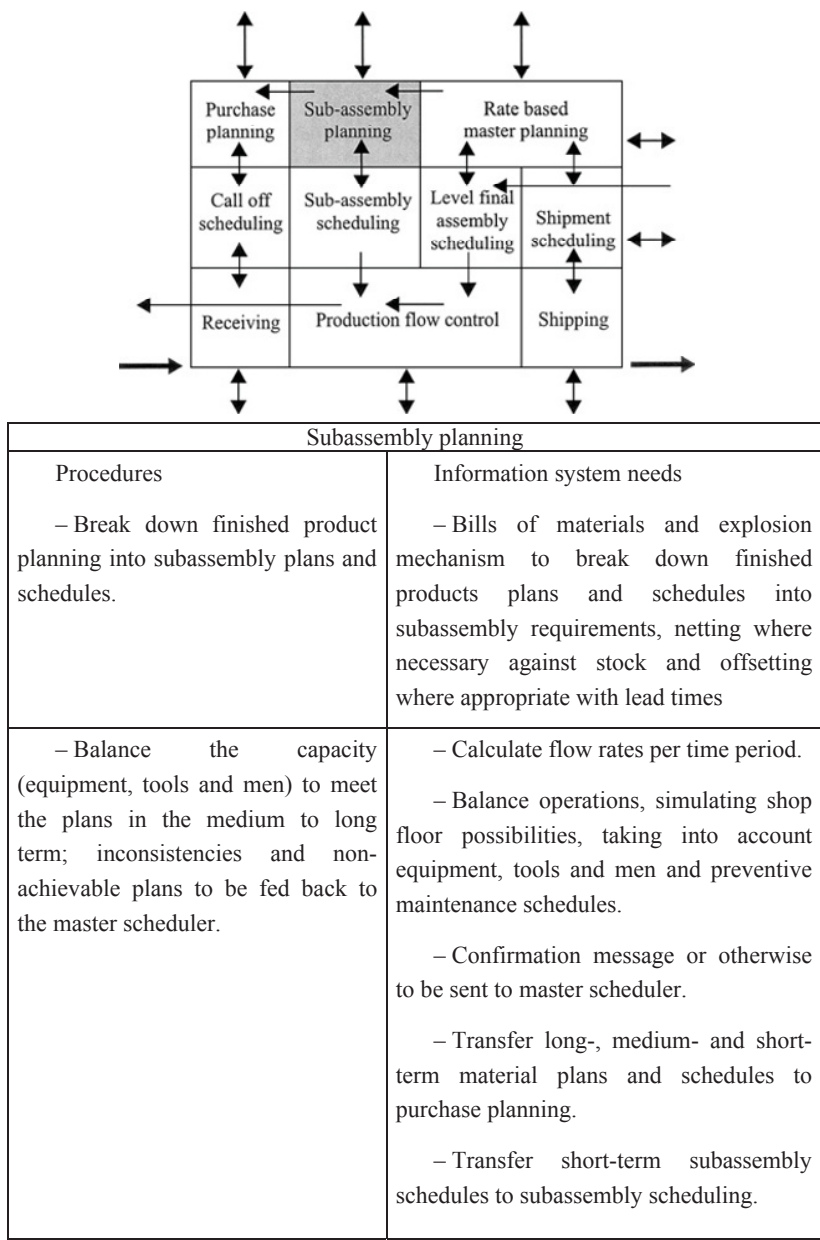 Purchase
planning
Sub-assembly
planning
Rate based
master planning
Call off
scheduling
Sub-assembly
scheduling
Level final
assembly
scheduling
Shipment
scheduling
Receiving
Production flow control
Shipping
Subassembly planning
Procedures
– Break down finished product
planning into subassembly plans and
schedules.
Information system needs
– Bills of materials and explosion
mechanism to break down finished
products plans and schedules into
subassembly requirements, netting where
necessary against stock and offsetting
where appropriate with lead times
– Balance the capacity
(equipment, tools and men) to meet
the plans in the medium to long
term; inconsistencies and non-
achievable plans to be fed back to
the master scheduler.
– Calculate flow rates per time period.
– Balance operations, simulating shop
floor possibilities, taking into account
equipment, tools and men and preventive
maintenance schedules.
– Confirmation message or otherwise
to be sent to master scheduler.
– Transfer long-, medium- and short-
term material plans and schedules to
purchase planning.
– Transfer short-term subassembly
schedules to subassembly scheduling.